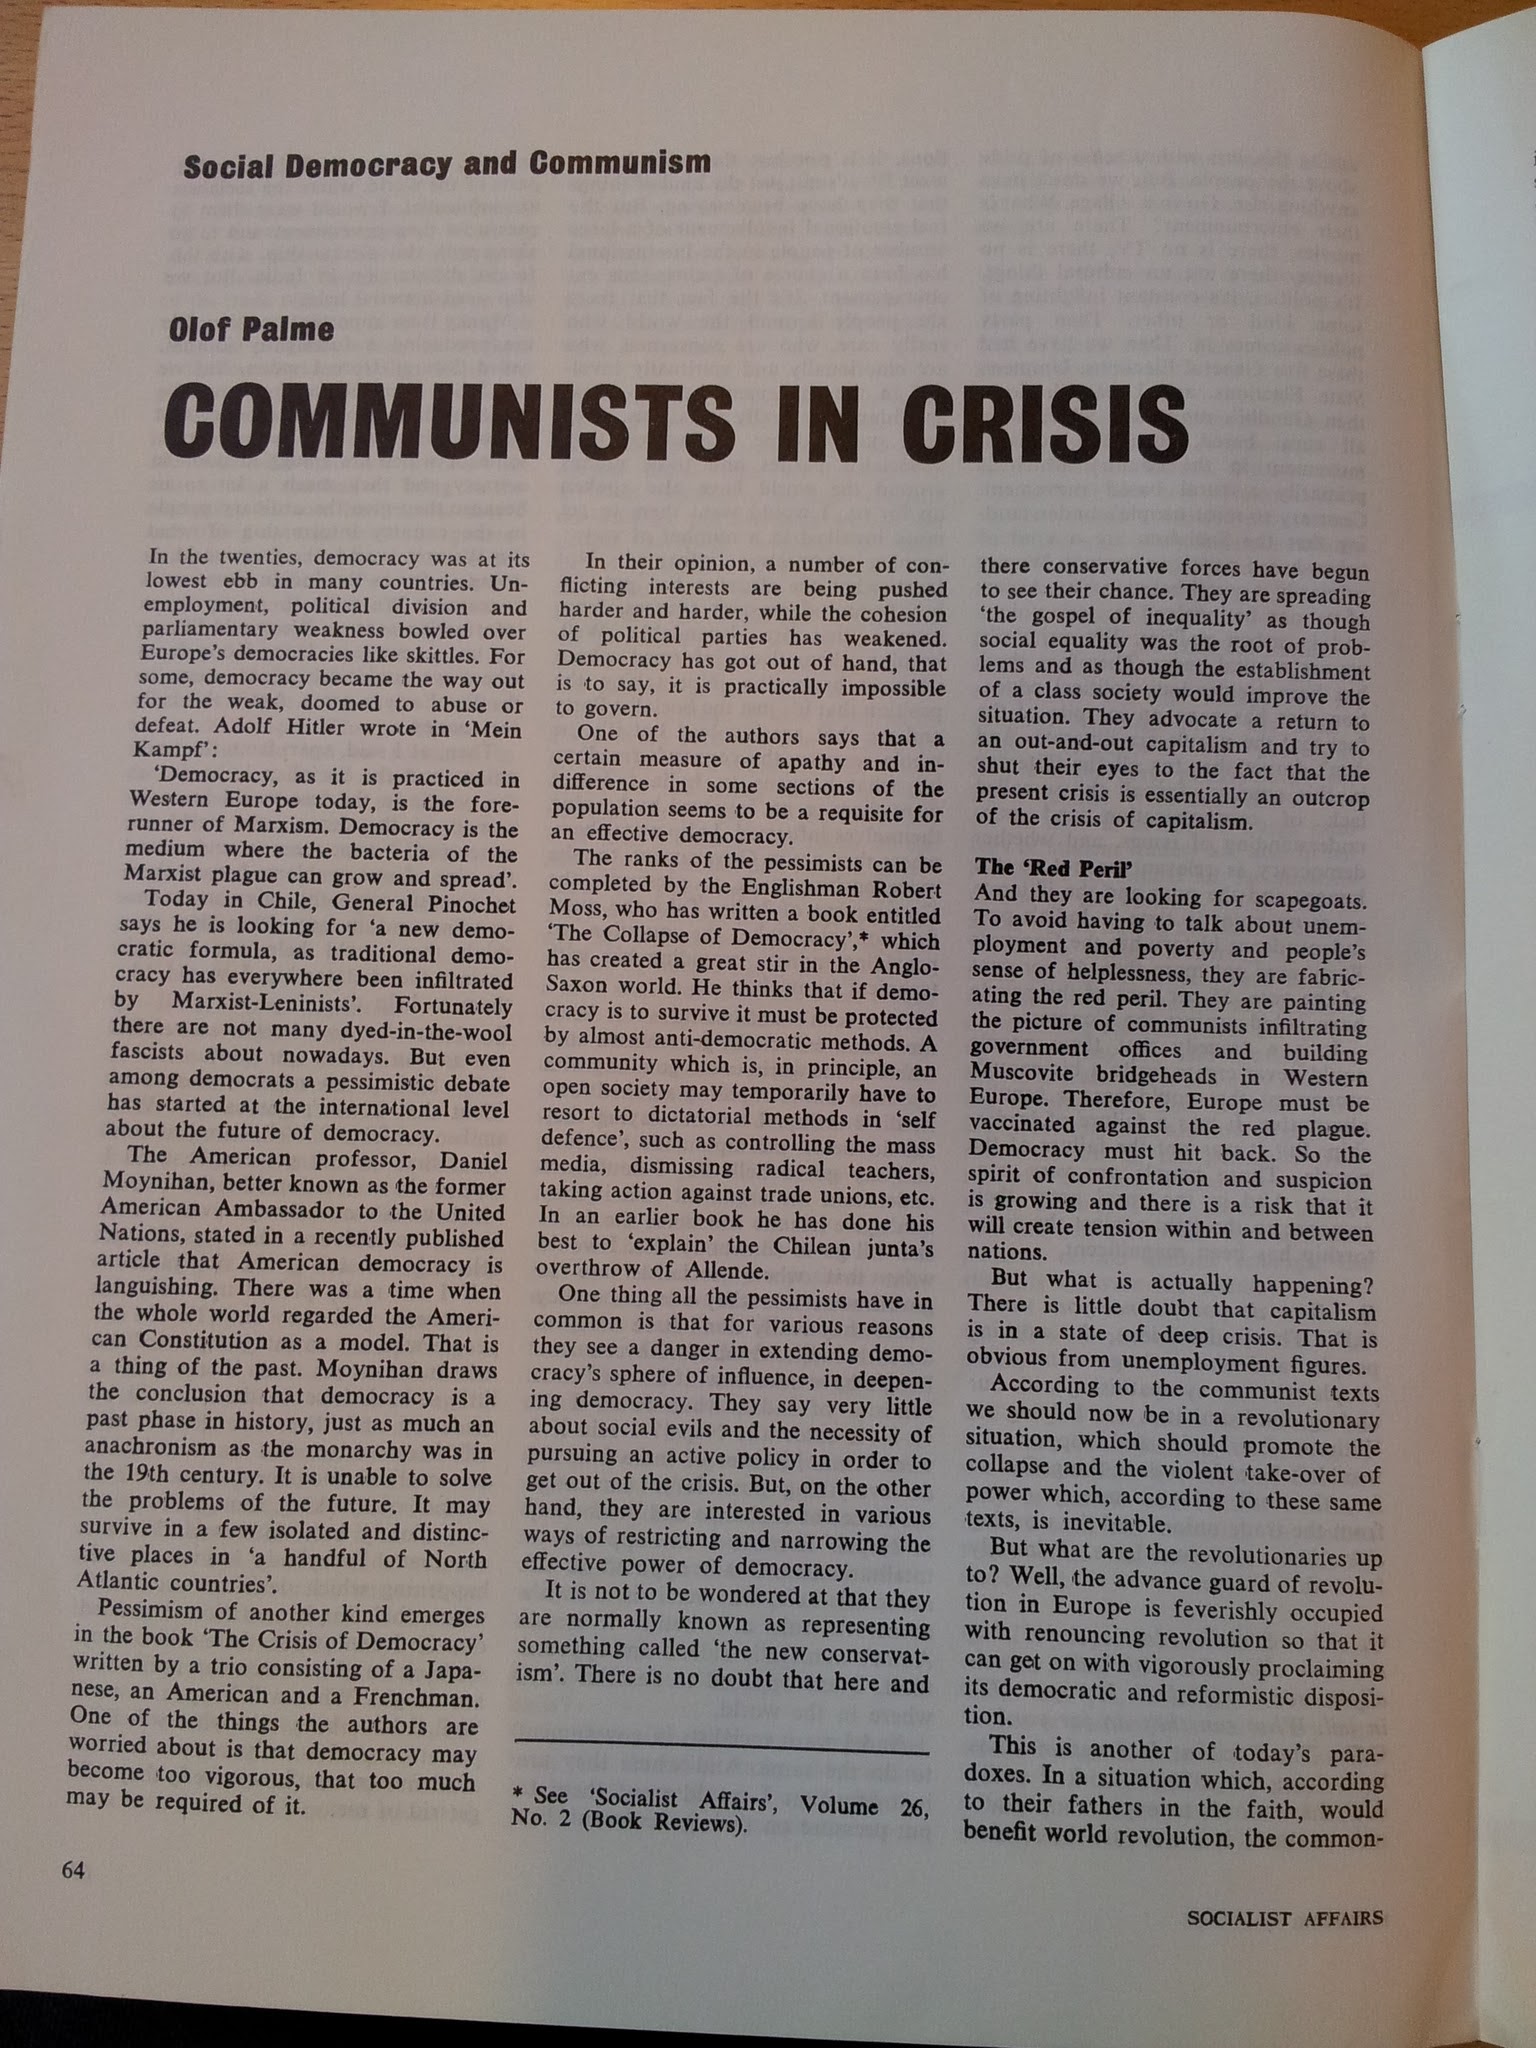 Social Democracy and Communism
Olof Palme
COMMUNISTS IN CRISIS
In the twenties, democracy was at its
lowest ebb in many countries. Un-
employment, political division and
parliamentary weakness bowled over
Europe's democracies like skittles. For
some, democracy became the way out
for the weak, doomed to abuse or
defeat. Adolf Hitler wrote in 'Mein
Kampf':
'Democracy, as it is practiced in
Western Europe today, is the fore-
runner of Marxism. Democracy is the
medium where the bacteria of the
Marxist plague can grow and spread'.
Today in Chile, General Pinochet
says he is looking for 'a new demo-
cratic formula, as traditional demo-
cracy has everywhere been infiltrated
by Marxist-Leninists'. Fortunately
there are not many dyed-in-the-wool
fascists about nowadays. But even
among democrats a pessimistic debate
has started at the international level
about the future of democracy.
The American professor, Daniel
Moynihan, better known as the former
American Ambassador to the United
Nations, stated in a recently published
article that American democracy is
languishing. There was a time when
the whole world regarded the Ameri-
can Constitution as a model. That is
a thing of the past. Moynihan draws
the conclusion that democracy is a
past phase in history, just as much an
anachronism as the monarchy was in
the 19th century. It is unable to solve
the problems of the future. It may
survive in a few isolated and distinc-
tive places in 'a handful of North
Atlantic countries'.
Pessimism of another kind emerges
in the book 'The Crisis of Democracy'
written by a trio consisting of a Japa-
nese, an American and a Frenchman.
One of the things the authors are
worried about is that democracy may
become too vigorous, that too much
may be required of it.
In their opinion, a number of con-
flicting interests are being pushed
harder and harder, while the cohesion
of political parties has weakened.
Democracy has got out of hand, that
is to say, it is practically impossible
to govern.
One of the authors says that a
certain measure of apathy and in-
difference in some sections of the
population seems to be a requisite for
an effective democracy.
The ranks of the pessimists can be
completed by the Englishman Robert
Moss, who has written a book entitled
'The Collapse of Democracy',* which
has created a great stir in the Anglo-
Saxon world. He thinks that if demo-
cracy is to survive it must be protected
by almost anti-democratic methods. A
community which is, in principle, an
open society may temporarily have to
resort to dictatorial methods in 'self
defence', such as controlling the mass
media, dismissing radical teachers,
taking action against trade unions, etc.
In an earlier book he has done his
best to 'explain' the Chilean junta's
overthrow of Allende.
One thing all the pessimists have in
common is that for various reasons
they see a danger in extending demo-
cracy's sphere of influence, in deepen-
ing democracy. They say very little
about social evils and the necessity of
pursuing an active policy in order to
get out of the crisis. But, on the other
hand, they are interested in various
ways of restricting and narrowing the
effective power of democracy.
It is not to be wondered at that they
are normally known as representing
something called 'the new conservat-
ism'. There is no doubt that here and
* See 'Socialist Affairs', Volume 26,
No. 2 (Book Reviews).
there conservative forces have begun
to see their chance. They are spreading
'the gospel of inequality' as though
social equality was the root of prob-
lems and as though the establishment
of a class society would improve the
situation. They advocate a return to
an out-and-out capitalism and try to
shut their eyes to the fact that the
present crisis is essentially an outcrop
of the crisis of capitalism.
The 'Red Peril'
And they are looking for scapegoats.
To avoid having to talk about unem-
ployment and poverty and people's
sense of helplessness, they are fabric-
ating the red peril. They are painting
the picture of communists infiltrating
government offices and building
Muscovite bridgeheads in Western
Europe. Therefore, Europe must be
vaccinated against the red plague.
Democracy must hit back. So the
spirit of confrontation and suspicion
is growing and there is a risk that it
will create tension within and between
nations.
But what is actually happening?
There is little doubt that capitalism
is in a state of deep crisis. That is
obvious from unemployment figures.
According to the communist texts
we should now be in a revolutionary
situation, which should promote the
collapse and the violent take-over of
power which, according to these same
texts, is inevitable.
But what are the revolutionaries up
to? Well, the advance guard of revolu-
tion in Europe is feverishly occupied
with renouncing revolution so that it
can get on with vigorously proclaiming
its democratic and reformistic disposi-
tion.
This is another of today's para-
doxes. In a situation which, according
to their fathers in the faith, would
benefit world revolution, the common-
64
SOCIALIST AFFAIRS